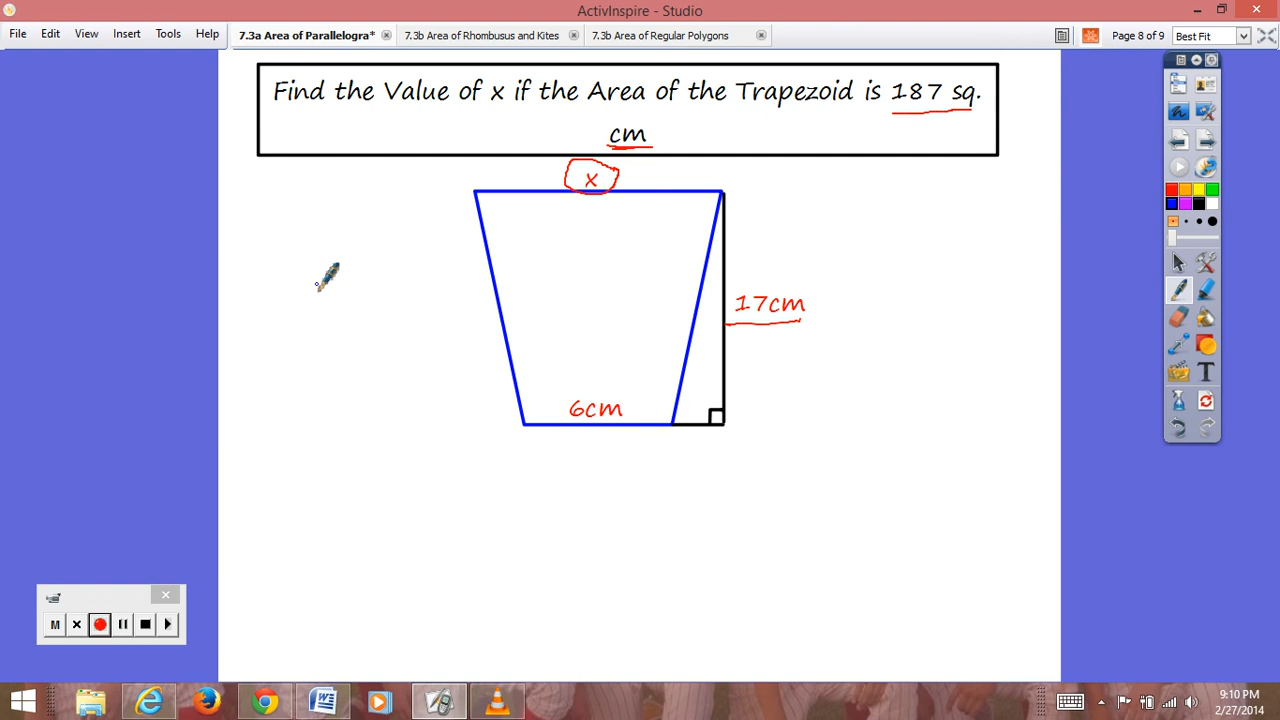 ActivInspire - Studio
File Edit View Insert Tools Help
7.3a Area of Parallelogra* 7.3b Area of Rhombusus and Kites 7.3b Area of Regular Polygons
Page 8 of 9 Best Fit
Find the Value of x if the Area of the Trapezoid is 187 sq.
cm
x
17cm
6cm
M
9:10 PM
2/27/2014